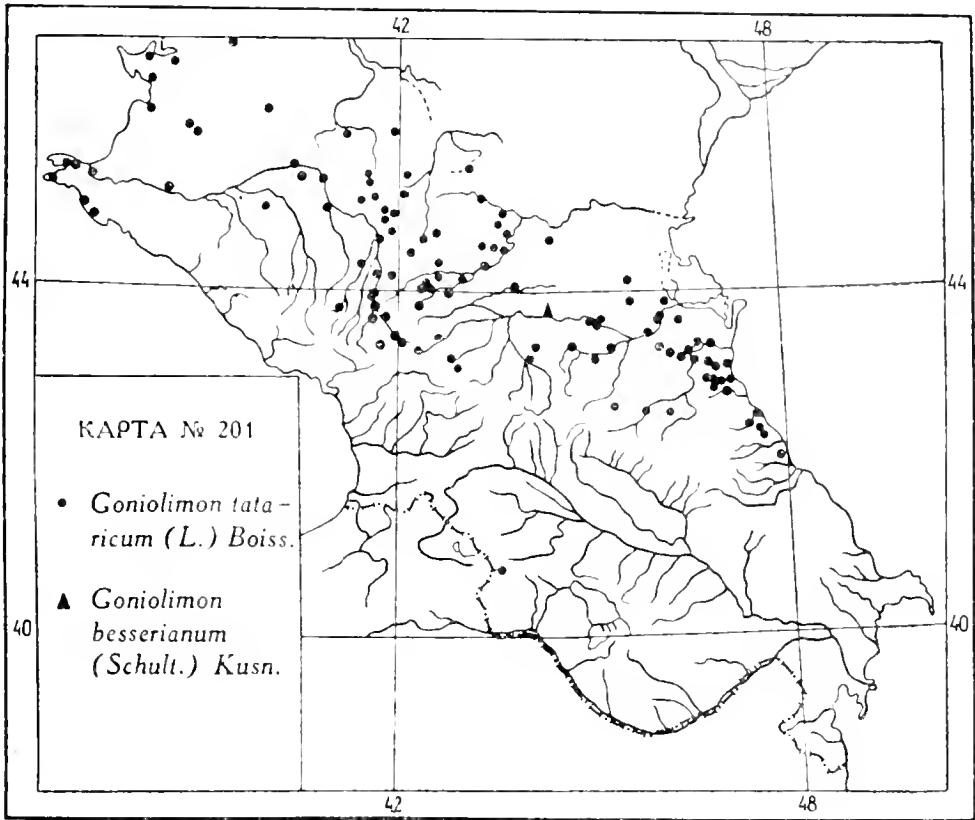 42 48
44 44
КАРТА № 201
● Goniolimon tata-
ricum (L.) Boiss.
▲ Goniolimon
besserianum
(Schult.) Kusn.
40 40
42 48